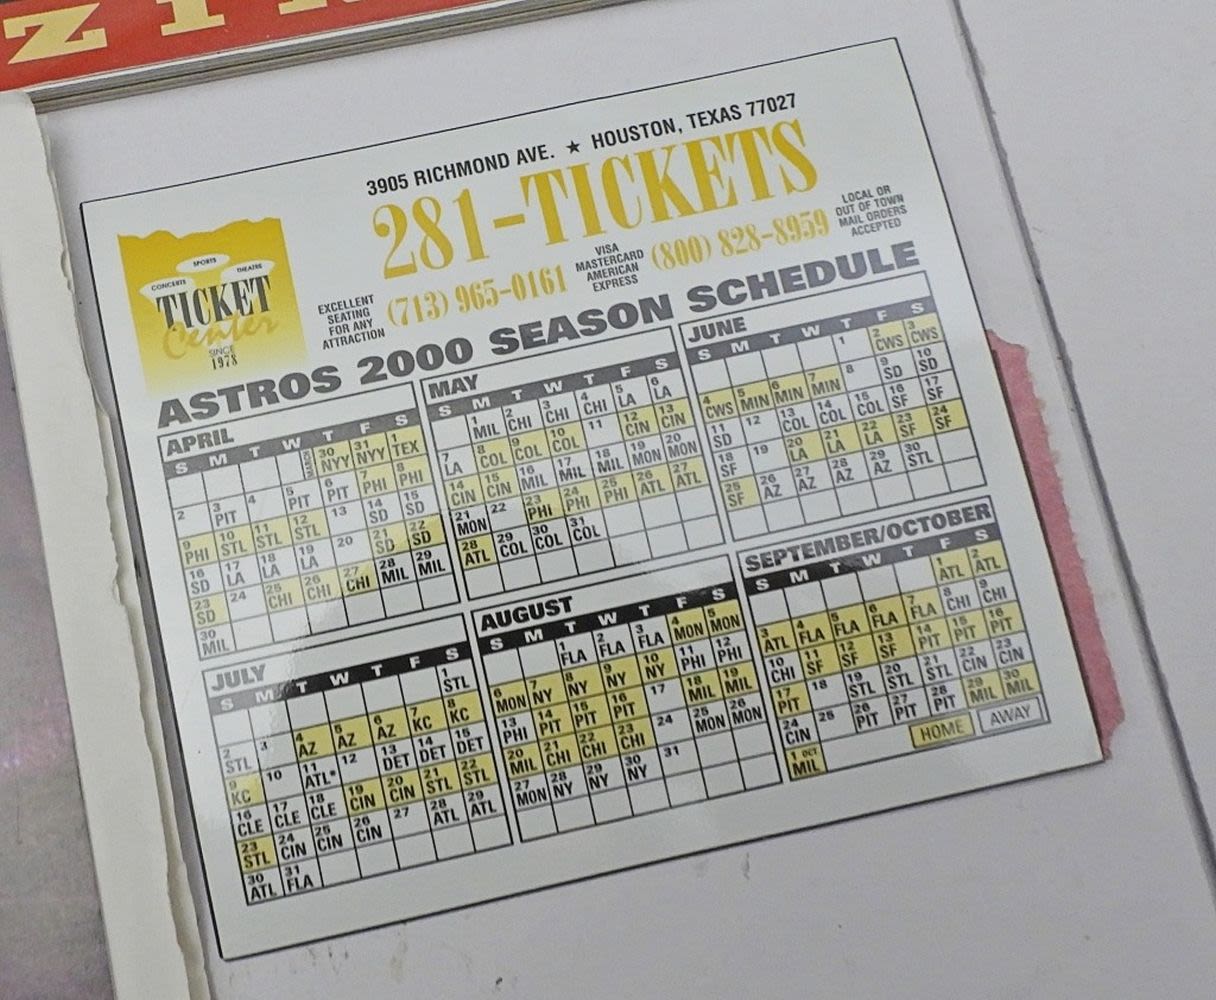 ZIN
3905 RICHMOND AVE. ★ HOUSTON, TEXAS 77027
281-TICKETS
SPORTS
CONCERTS
THEATRE
TICKET
Center
SINCE
1978
EXCELLENT
SEATING
FOR ANY
ATTRACTION
(713) 965-0161
VISA
MASTERCARD
AMERICAN
EXPRESS
(800) 828-8959
LOCAL OR
OUT OF TOWN
MAIL ORDERS
ACCEPTED
ASTROS 2000 SEASON SCHEDULE
APRIL
S M T W T F S
MARCH 30 NYY 31 NYY 1 TEX
2 3 PIT 4 5 PIT 6 PIT 7 PHI 8 PHI
9 PHI 10 STL 11 STL 12 STL 13 14 SD 15 SD
16 SD 17 LA 18 LA 19 LA 20 21 SD 22 SD
23 SD 24 25 CHI 26 CHI 27 CHI 28 MIL 29 MIL
30 MIL
MAY
S M T W T F S
1 MIL 2 CHI 3 CHI 4 CHI 5 LA 6 LA
7 LA 8 COL 9 COL 10 COL 11 12 CIN 13 CIN
14 CIN 15 CIN 16 MIL 17 MIL 18 MIL 19 MON 20 MON
21 MON 22 23 PHI 24 PHI 25 PHI 26 ATL 27 ATL
28 ATL 29 COL 30 COL 31 COL
JUNE
S M T W T F S
1 2 CWS 3 CWS
4 CWS 5 MIN 6 MIN 7 MIN 8 9 SD 10 SD
11 SD 12 13 COL 14 COL 15 COL 16 SF 17 SF
18 SF 19 20 LA 21 LA 22 LA 23 SF 24 SF
25 SF 26 AZ 27 AZ 28 AZ 29 AZ 30 STL
JULY
S M T W T F S
1 STL
2 STL 3 4 AZ 5 AZ 6 AZ 7 KC 8 KC
9 KC 10 11 ATL* 12 13 DET 14 DET 15 DET
16 CLE 17 CLE 18 CLE 19 CIN 20 CIN 21 STL 22 STL
23 STL 24 CIN 25 CIN 26 CIN 27 28 ATL 29 ATL
30 ATL 31 FLA
AUGUST
S M T W T F S
1 FLA 2 FLA 3 FLA 4 MON 5 MON
6 MON 7 NY 8 NY 9 NY 10 NY 11 PHI 12 PHI
13 PHI 14 PIT 15 PIT 16 PIT 17 18 MIL 19 MIL
20 MIL 21 CHI 22 CHI 23 CHI 24 25 MON 26 MON
27 MON 28 NY 29 NY 30 NY 31
SEPTEMBER/OCTOBER
S M T W T F S
1 ATL 2 ATL
3 ATL 4 FLA 5 FLA 6 FLA 7 FLA 8 CHI 9 CHI
10 CHI 11 SF 12 SF 13 SF 14 PIT 15 PIT 16 PIT
17 PIT 18 19 STL 20 STL 21 STL 22 CIN 23 CIN
24 CIN 25 26 PIT 27 PIT 28 PIT 29 MIL 30 MIL
1 OCT MIL
HOME AWAY